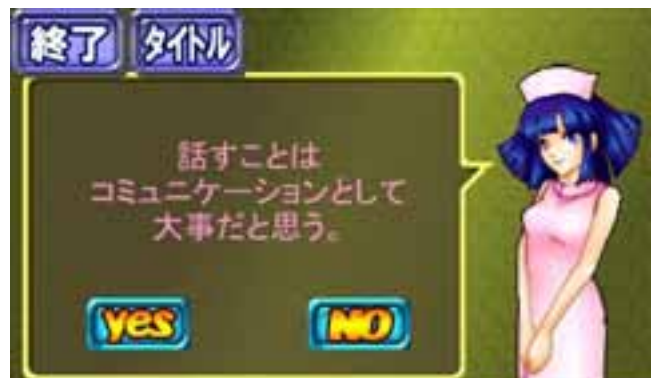 終了 タイトル
話すことは
コミュニケーションとして
大事だと思う。
yes NO